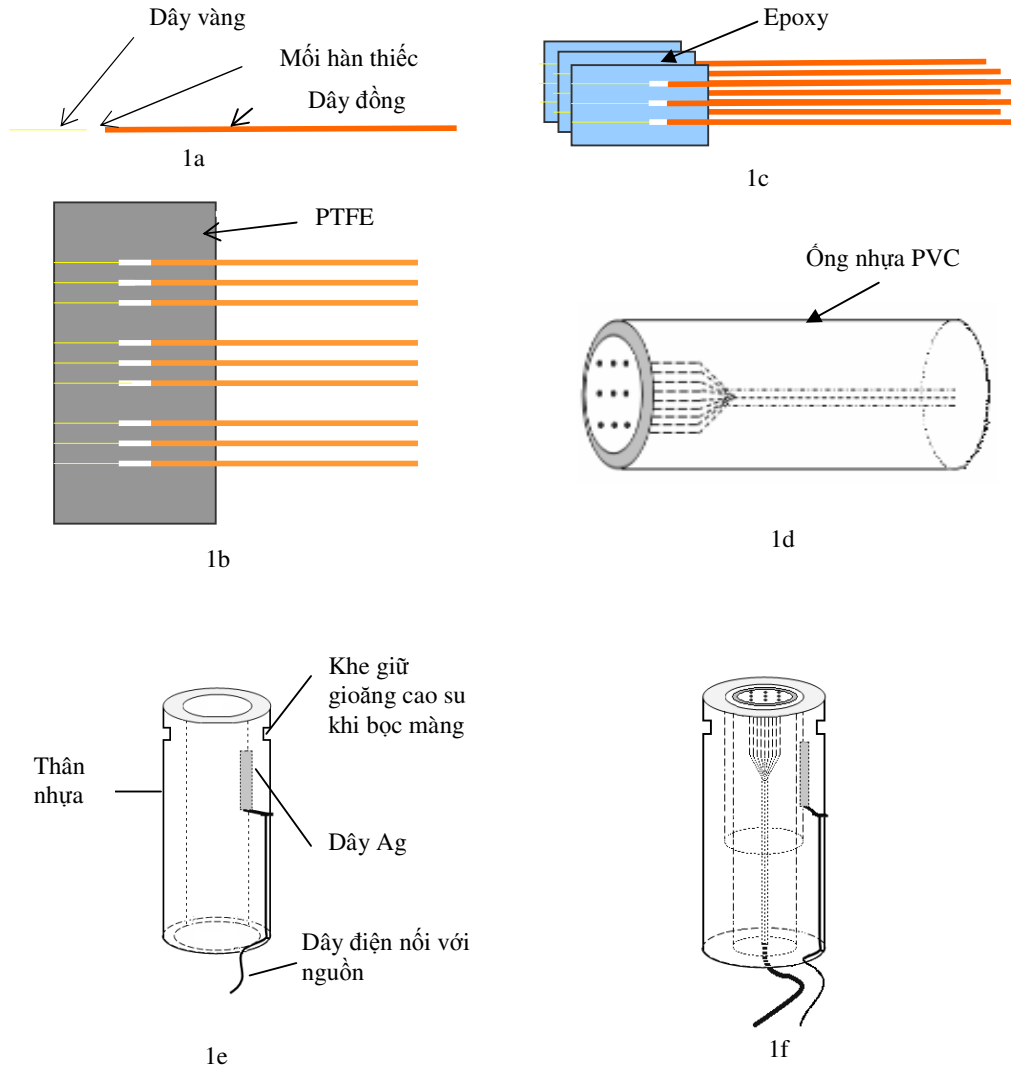 Dây vàng
Mối hàn thiếc
Dây đồng
1a
Epoxy
1c
PTFE
1b
Ống nhựa PVC
1d
Khe giữ
gioăng cao su
khi bọc màng
Thân
nhựa
Dây Ag
Dây điện nối với
nguồn
1e
1f